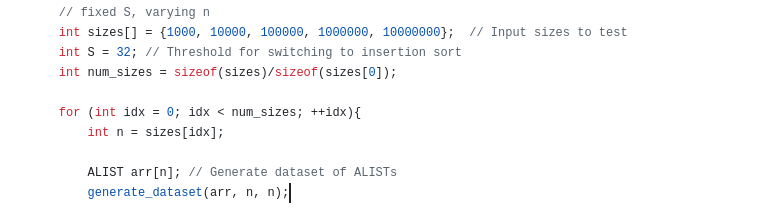 // fixed S, varying n
int sizes[] = {1000, 10000, 100000, 1000000, 10000000};  // Input sizes to test
int S = 32; // Threshold for switching to insertion sort
int num_sizes = sizeof(sizes)/sizeof(sizes[0]);
for (int idx = 0; idx < num_sizes; ++idx){
int n = sizes[idx];
ALIST arr[n]; // Generate dataset of ALISTs
generate_dataset(arr, n, n);